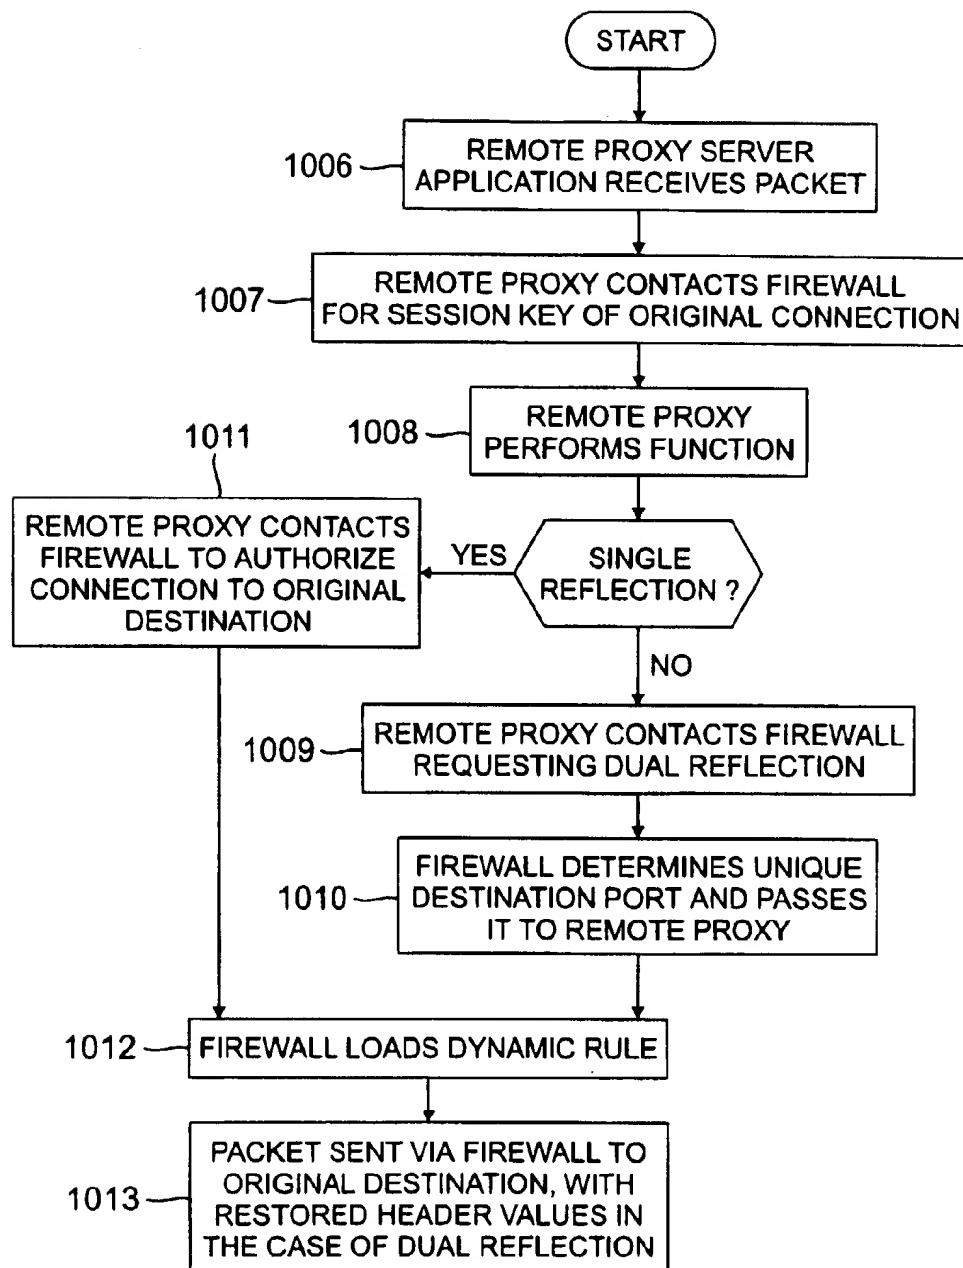 START
1006
REMOTE PROXY SERVER
APPLICATION RECEIVES PACKET
1007
REMOTE PROXY CONTACTS FIREWALL
FOR SESSION KEY OF ORIGINAL CONNECTION
1008
REMOTE PROXY
PERFORMS FUNCTION
1011
REMOTE PROXY CONTACTS
FIREWALL TO AUTHORIZE
CONNECTION TO ORIGINAL
DESTINATION
YES
SINGLE
REFLECTION ?
NO
1009
REMOTE PROXY CONTACTS FIREWALL
REQUESTING DUAL REFLECTION
1010
FIREWALL DETERMINES UNIQUE
DESTINATION PORT AND PASSES
IT TO REMOTE PROXY
1012
FIREWALL LOADS DYNAMIC RULE
1013
PACKET SENT VIA FIREWALL TO
ORIGINAL DESTINATION, WITH
RESTORED HEADER VALUES IN
THE CASE OF DUAL REFLECTION